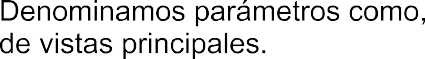 Denominamos parámetros como,
de vistas principales.